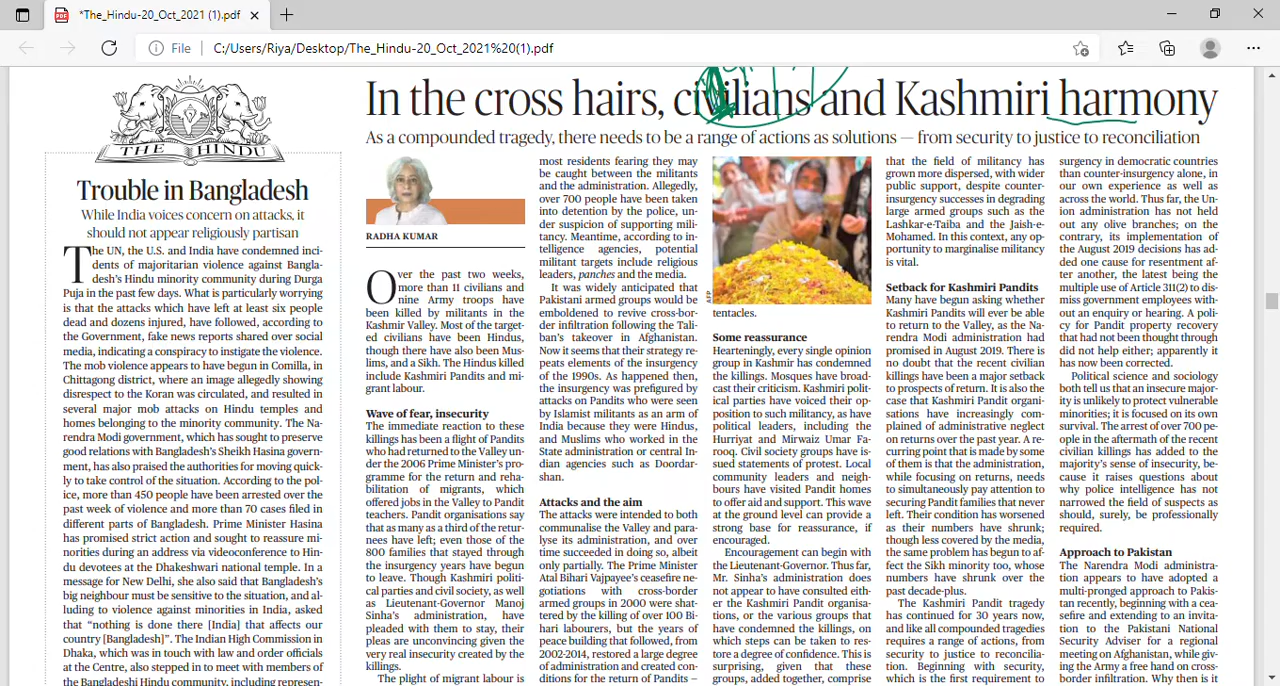 *The_Hindu-20_Oct_2021 (1).pdf
File
C:/Users/Riya/Desktop/The_Hindu-20_Oct_2021%20(1).pdf
THE HINDU
Trouble in Bangladesh
While India voices concern on attacks, it
should not appear religiously partisan
The UN, the U.S. and India have condemned inci-
dents of majoritarian violence against Bangla-
desh's Hindu minority community during Durga
Puja in the past few days. What is particularly worrying
is that the attacks which have left at least six people
dead and dozens injured, have followed, according to
the Government, fake news reports shared over social
media, indicating a conspiracy to instigate the violence.
The mob violence appears to have begun in Comilla, in
Chittagong district, where an image allegedly showing
disrespect to the Koran was circulated, and resulted in
several major mob attacks on Hindu temples and
homes belonging to the minority community. The Na-
rendra Modi government, which has sought to preserve
good relations with Bangladesh's Sheikh Hasina govern-
ment, has also praised the authorities for moving quick-
ly to take control of the situation. According to the pol-
ice, more than 450 people have been arrested over the
past week of violence and more than 70 cases filed in
different parts of Bangladesh. Prime Minister Hasina
has promised strict action and sought to reassure mi-
norities during an address via videoconference to Hin-
du devotees at the Dhakeshwari national temple. In a
message for New Delhi, she also said that Bangladesh's
big neighbour must be sensitive to the situation, and al-
luding to violence against minorities in India, asked
that “nothing is done there [India] that affects our
country [Bangladesh]”. The Indian High Commission in
Dhaka, which was in touch with law and order officials
at the Centre, also stepped in to meet with members of
the Bangladeshi Hindu community, including represen-
In the cross hairs, civilians and Kashmiri harmony
As a compounded tragedy, there needs to be a range of actions as solutions — from security to justice to reconciliation
RADHA KUMAR
Over the past two weeks,
more than 11 civilians and
nine Army troops have
been killed by militants in the
Kashmir Valley. Most of the target-
ed civilians have been Hindus,
though there have also been Mus-
lims, and a Sikh. The Hindus killed
include Kashmiri Pandits and mi-
grant labour.
Wave of fear, insecurity
The immediate reaction to these
killings has been a flight of Pandits
who had returned to the Valley un-
der the 2006 Prime Minister's pro-
gramme for the return and reha-
bilitation of migrants, which
offered jobs in the Valley to Pandit
teachers. Pandit organisations say
that as many as a third of the retur-
nees have left; even those of the
800 families that stayed through
the insurgency years have begun
to leave. Though Kashmiri politi-
cal parties and civil society, as well
as Lieutenant-Governor Manoj
Sinha's administration, have
pleaded with them to stay, their
pleas are unconvincing given the
very real insecurity created by the
killings.
The plight of migrant labour is
most residents fearing they may
be caught between the militants
and the administration. Allegedly,
over 700 people have been taken
into detention by the police, un-
der suspicion of supporting mili-
tancy. Meantime, according to in-
telligence agencies, potential
militant targets include religious
leaders, panches and the media.
It was widely anticipated that
Pakistani armed groups would be
emboldened to revive cross-bor-
der infiltration following the Tali-
ban's takeover in Afghanistan.
Now it seems that their strategy re-
peats elements of the insurgency
of the 1990s. As happened then,
the insurgency was prefigured by
attacks on Pandits who were seen
by Islamist militants as an arm of
India because they were Hindus,
and Muslims who worked in the
State administration or central In-
dian agencies such as Doordar-
shan.
Attacks and the aim
The attacks were intended to both
communalise the Valley and para-
lyse its administration, and over
time succeeded in doing so, albeit
only partially. The Prime Minister
Atal Bihari Vajpayee's ceasefire ne-
gotiations with cross-border
armed groups in 2000 were shat-
tered by the killing of over 100 Bi-
hari labourers, but the years of
peace building that followed, from
2002-2014, restored a large degree
of administration and created con-
ditions for the return of Pandits –
AFP
tentacles.
Some reassurance
Hearteningly, every single opinion
group in Kashmir has condemned
the killings. Mosques have broad-
cast their criticism. Kashmiri polit-
ical parties have voiced their op-
position to such militancy, as have
political leaders, including the
Hurriyat and Mirwaiz Umar Fa-
rooq. Civil society groups have is-
sued statements of protest. Local
community leaders and neigh-
bours have visited Pandit homes
to offer aid and support. This wave
at the ground level can provide a
strong base for reassurance, if
encouraged.
Encouragement can begin with
the Lieutenant-Governor. Thus far,
Mr. Sinha's administration does
not appear to have consulted eith-
er the Kashmiri Pandit organisa-
tions, or the various groups that
have condemned the killings, on
which steps can be taken to res-
tore a degree of confidence. This is
surprising, given that these
groups, added together, comprise
that the field of militancy has
grown more dispersed, with wider
public support, despite counter-
insurgency successes in degrading
large armed groups such as the
Lashkar-e-Taiba and the Jaish-e-
Mohamed. In this context, any op-
portunity to marginalise militancy
is vital.
Setback for Kashmiri Pandits
Many have begun asking whether
Kashmiri Pandits will ever be able
to return to the Valley, as the Na-
rendra Modi administration had
promised in August 2019. There is
no doubt that the recent civilian
killings have been a major setback
to prospects of return. It is also the
case that Kashmiri Pandit organi-
sations have increasingly com-
plained of administrative neglect
on returns over the past year. A re-
curring point that is made by some
of them is that the administration,
while focusing on returns, needs
to simultaneously pay attention to
securing Pandit families that never
left. Their condition has worsened
as their numbers have shrunk;
though less covered by the media,
the same problem has begun to af-
fect the Sikh minority too, whose
numbers have shrunk over the
past decade-plus.
The Kashmiri Pandit tragedy
has continued for 30 years now,
and like all compounded tragedies
requires a range of actions, from
security to justice to reconcilia-
tion. Beginning with security,
which is the first requirement to
surgency in democratic countries
than counter-insurgency alone, in
our own experience as well as
across the world. Thus far, the Un-
ion administration has not held
out any olive branches; on the
contrary, its implementation of
the August 2019 decisions has ad-
ded one cause for resentment af-
ter another, the latest being the
multiple use of Article 311(2) to dis-
miss government employees with-
out an enquiry or hearing. A poli-
cy for Pandit property recovery
that had not been thought through
did not help either; apparently it
has now been corrected.
Political science and sociology
both tell us that an insecure major-
ity is unlikely to protect vulnerable
minorities; it is focused on its own
survival. The arrest of over 700 pe-
ople in the aftermath of the recent
civilian killings has added to the
majority's sense of insecurity, be-
cause it raises questions about
why police intelligence has not
narrowed the field of suspects as
should, surely, be professionally
required.
Approach to Pakistan
The Narendra Modi administra-
tion appears to have adopted a
multi-pronged approach to Pakis-
tan recently, beginning with a cea-
sefire and extending to an invita-
tion to the Pakistani National
Security Adviser for a regional
meeting on Afghanistan, while giv-
ing the Army a free hand on cross-
border infiltration. Why then is it